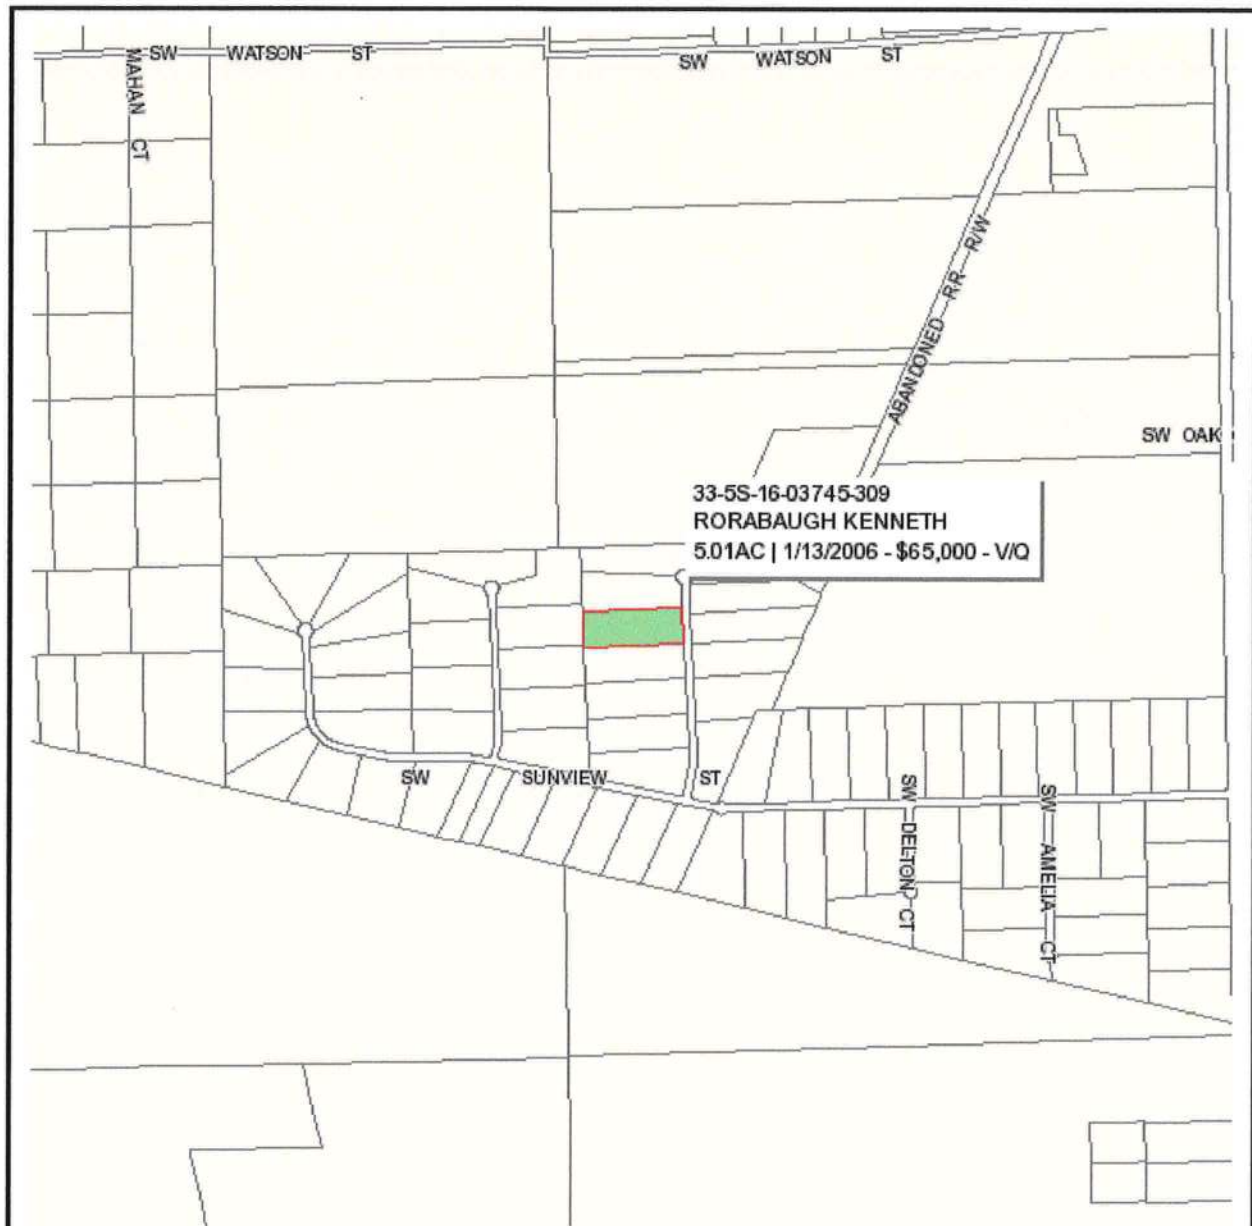 SW WATSON ST
SW WATSON ST
MAHAN CT
ABANDONED RR R/W
SW OAK
33-5S-16-03745-309
RORABAUGH KENNETH
5.01AC | 1/13/2006 - $65,000 - V/Q
SW SUNVIEW ST
SW DELTON CT
SW AMELIA CT